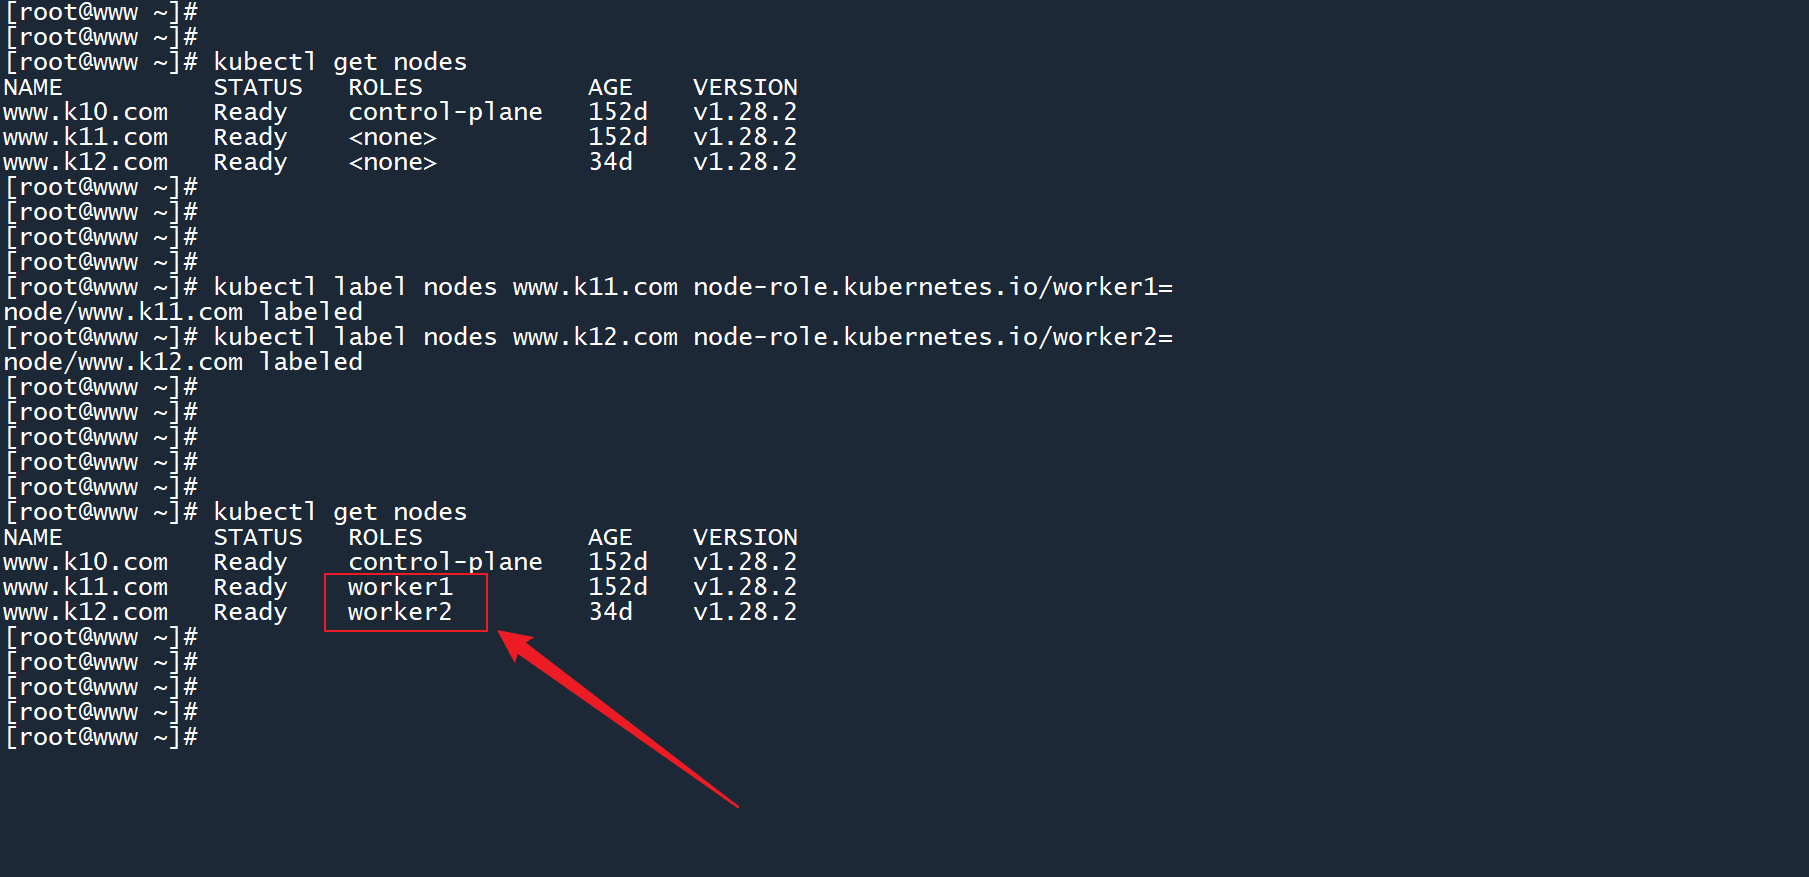 [root@www ~]#
[root@www ~]#
[root@www ~]# kubectl get nodes
NAME          STATUS   ROLES           AGE    VERSION
www.k10.com   Ready    control-plane   152d   v1.28.2
www.k11.com   Ready    <none>          152d   v1.28.2
www.k12.com   Ready    <none>          34d    v1.28.2
[root@www ~]#
[root@www ~]#
[root@www ~]#
[root@www ~]#
[root@www ~]# kubectl label nodes www.k11.com node-role.kubernetes.io/worker1=
node/www.k11.com labeled
[root@www ~]# kubectl label nodes www.k12.com node-role.kubernetes.io/worker2=
node/www.k12.com labeled
[root@www ~]#
[root@www ~]#
[root@www ~]#
[root@www ~]#
[root@www ~]#
[root@www ~]# kubectl get nodes
NAME          STATUS   ROLES           AGE    VERSION
www.k10.com   Ready    control-plane   152d   v1.28.2
www.k11.com   Ready    worker1         152d   v1.28.2
www.k12.com   Ready    worker2         34d    v1.28.2
[root@www ~]#
[root@www ~]#
[root@www ~]#
[root@www ~]#
[root@www ~]#